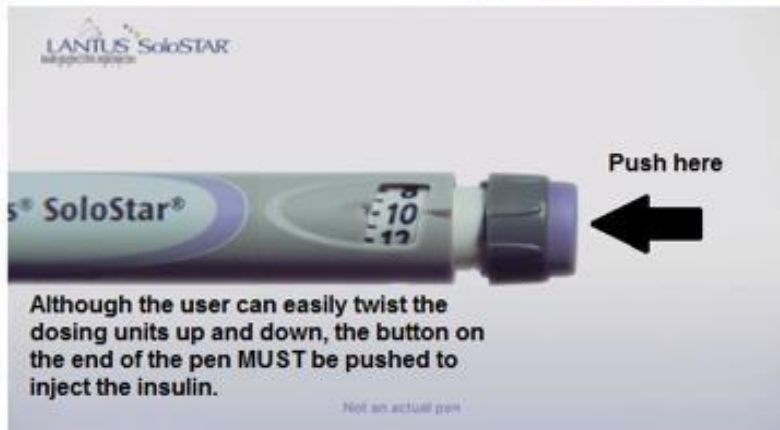 LANTUS SoloSTAR
Push here
s® SoloStar®
8
10
12
Although the user can easily twist the
dosing units up and down, the button on
the end of the pen MUST be pushed to
inject the insulin.
Not an actual pen